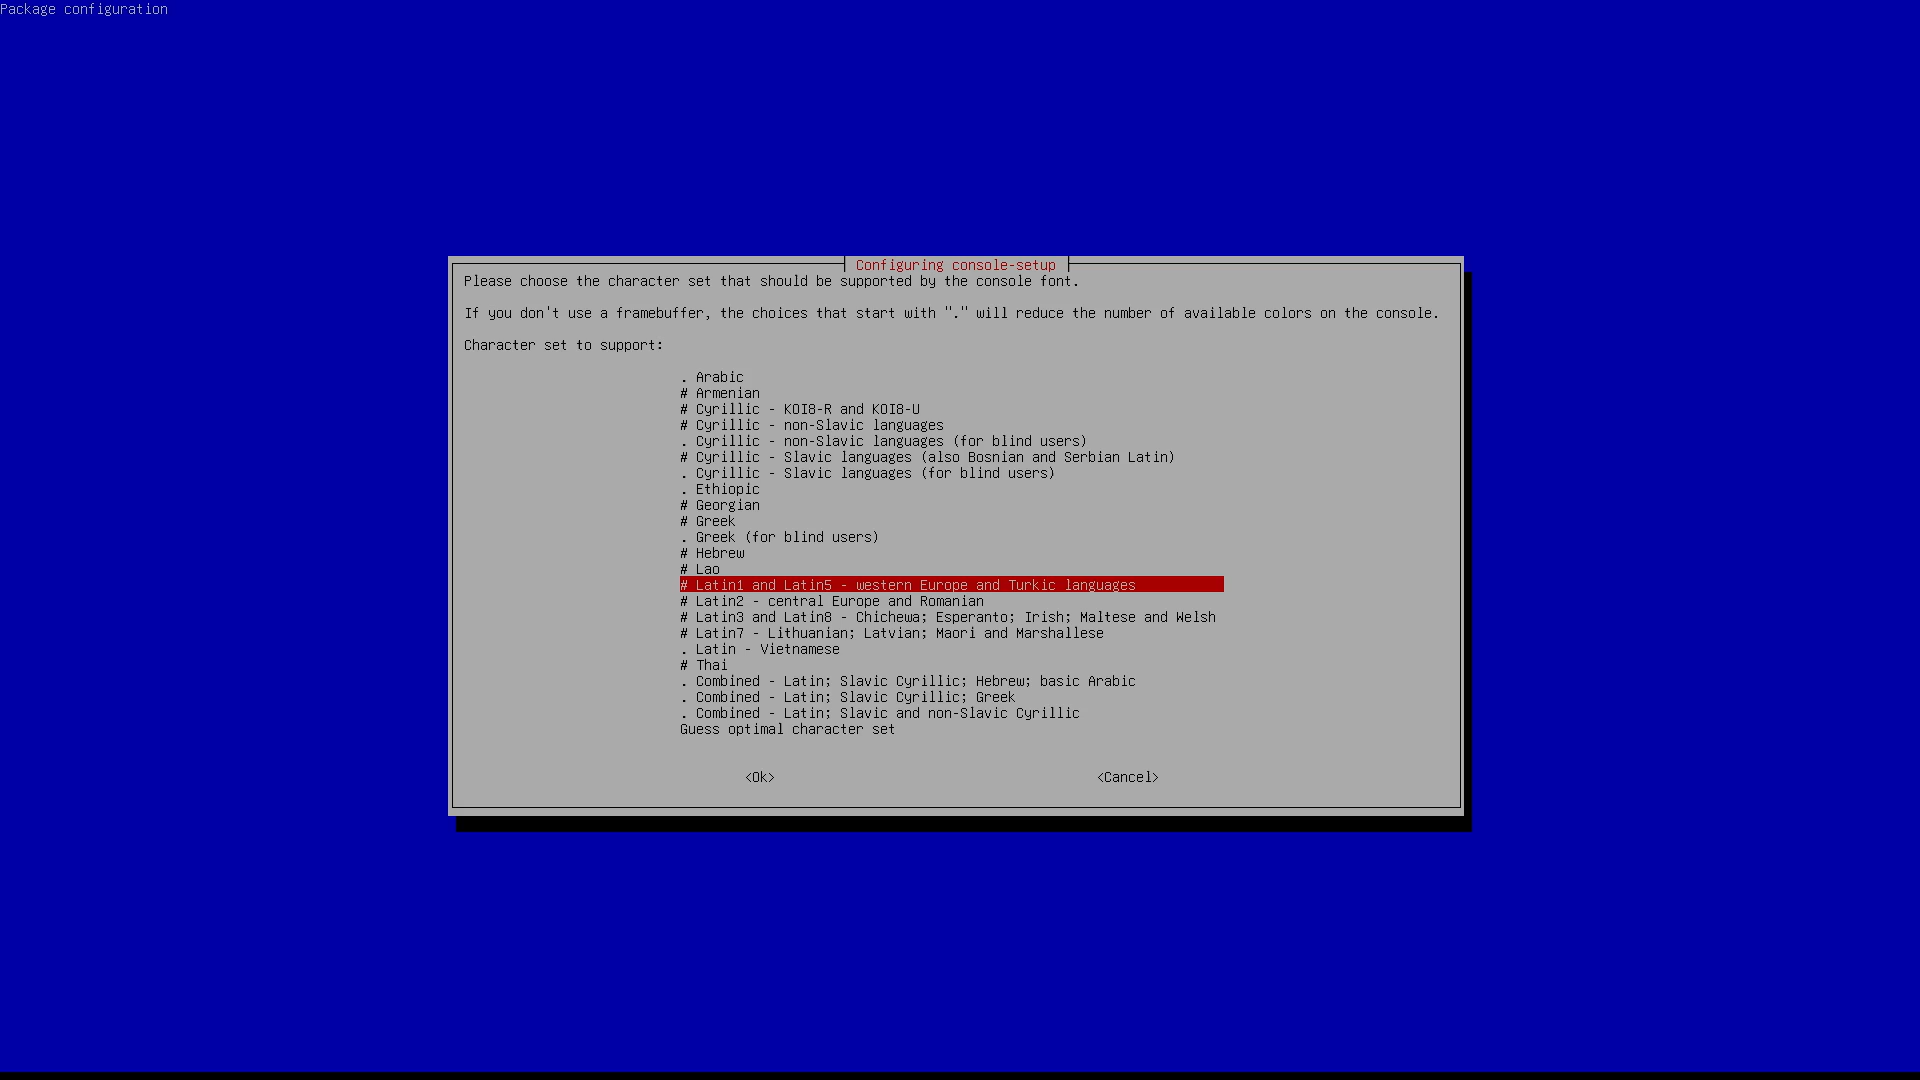 Package configuration
Configuring console-setup
Please choose the character set that should be supported by the console font.
If you don't use a framebuffer, the choices that start with "." will reduce the number of available colors on the console.
Character set to support:
. Arabic
# Armenian
# Cyrillic - KOI8-R and KOI8-U
# Cyrillic - non-Slavic languages
. Cyrillic - non-Slavic languages (for blind users)
# Cyrillic - Slavic languages (also Bosnian and Serbian Latin)
. Cyrillic - Slavic languages (for blind users)
. Ethiopic
# Georgian
# Greek
. Greek (for blind users)
# Hebrew
# Lao
# Latin1 and Latin5 - western Europe and Turkic languages
# Latin2 - central Europe and Romanian
# Latin3 and Latin8 - Chichewa; Esperanto; Irish; Maltese and Welsh
# Latin7 - Lithuanian; Latvian; Maori and Marshallese
. Latin - Vietnamese
# Thai
. Combined - Latin; Slavic Cyrillic; Hebrew; basic Arabic
. Combined - Latin; Slavic Cyrillic; Greek
. Combined - Latin; Slavic and non-Slavic Cyrillic
Guess optimal character set
<Ok> <Cancel>